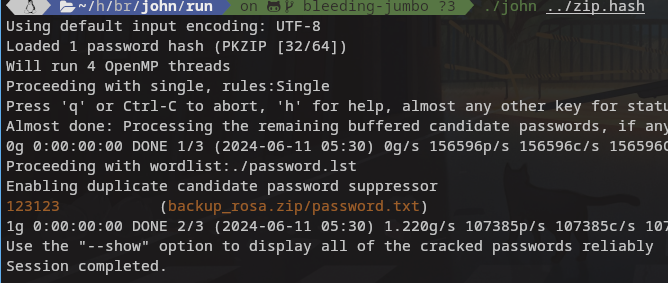 ~/h/br/john/run on bleeding-jumbo ?3 ./john ../zip.hash
Using default input encoding: UTF-8
Loaded 1 password hash (PKZIP [32/64])
Will run 4 OpenMP threads
Proceeding with single, rules:Single
Press 'q' or Ctrl-C to abort, 'h' for help, almost any other key for statu
Almost done: Processing the remaining buffered candidate passwords, if any
0g 0:00:00:00 DONE 1/3 (2024-06-11 05:30) 0g/s 156596p/s 156596c/s 156596C
Proceeding with wordlist:./password.lst
Enabling duplicate candidate password suppressor
123123 (backup_rosa.zip/password.txt)
1g 0:00:00:00 DONE 2/3 (2024-06-11 05:30) 1.220g/s 107385p/s 107385c/s 107
Use the "--show" option to display all of the cracked passwords reliably
Session completed.